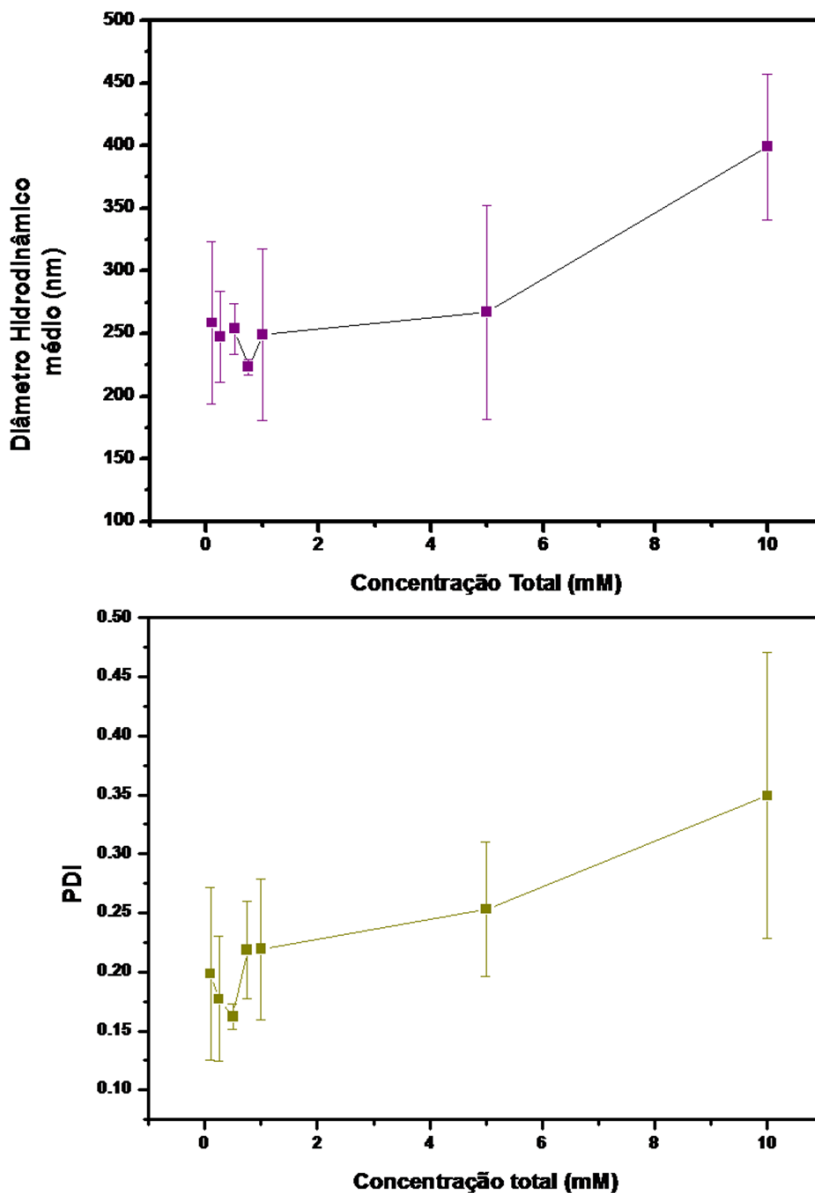 500
450
400
350
300
250
200
150
100
Diâmetro Hidrodinâmico
médio (nm)
0 2 4 6 8 10
Concentração Total (mM)
0.50
0.45
0.40
0.35
0.30
0.25
0.20
0.15
0.10
PDI
0 2 4 6 8 10
Concentração total (mM)